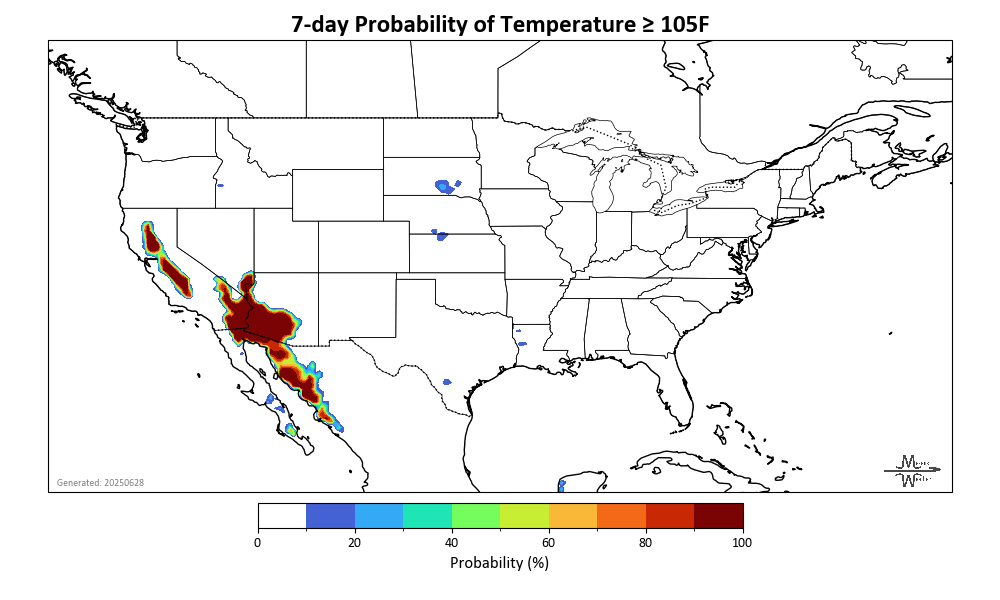 7-day Probability of Temperature ≥ 105F
Generated: 20250628
0 20 40 60 80 100
Probability (%)